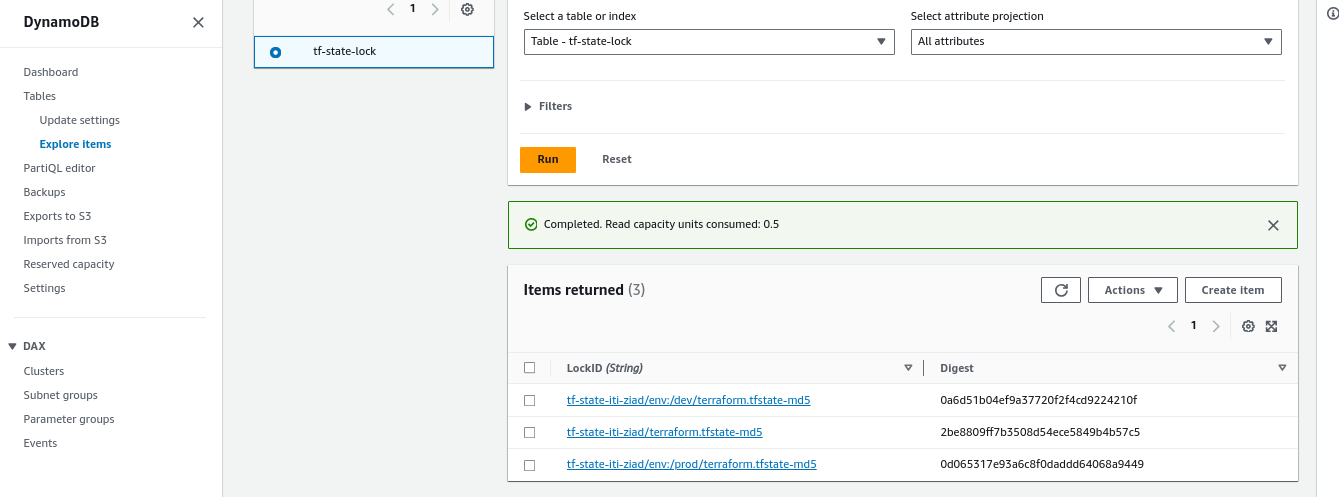 DynamoDB
Dashboard
Tables
Update settings
Explore items
PartiQL editor
Backups
Exports to S3
Imports from S3
Reserved capacity
Settings
DAX
Clusters
Subnet groups
Parameter groups
Events
1
tf-state-lock
Select a table or index
Select attribute projection
Table - tf-state-lock
All attributes
Filters
Run Reset
Completed. Read capacity units consumed: 0.5
Items returned (3)
Actions Create item
1
LockID (String) Digest
tf-state-iti-ziad/env:/dev/terraform.tfstate-md5 0a6d51b04ef9a37720f2f4cd9224210f
tf-state-iti-ziad/terraform.tfstate-md5 2be8809ff7b3508d54ece5849b4b57c5
tf-state-iti-ziad/env:/prod/terraform.tfstate-md5 0d065317e93a6c8f0daddd64068a9449